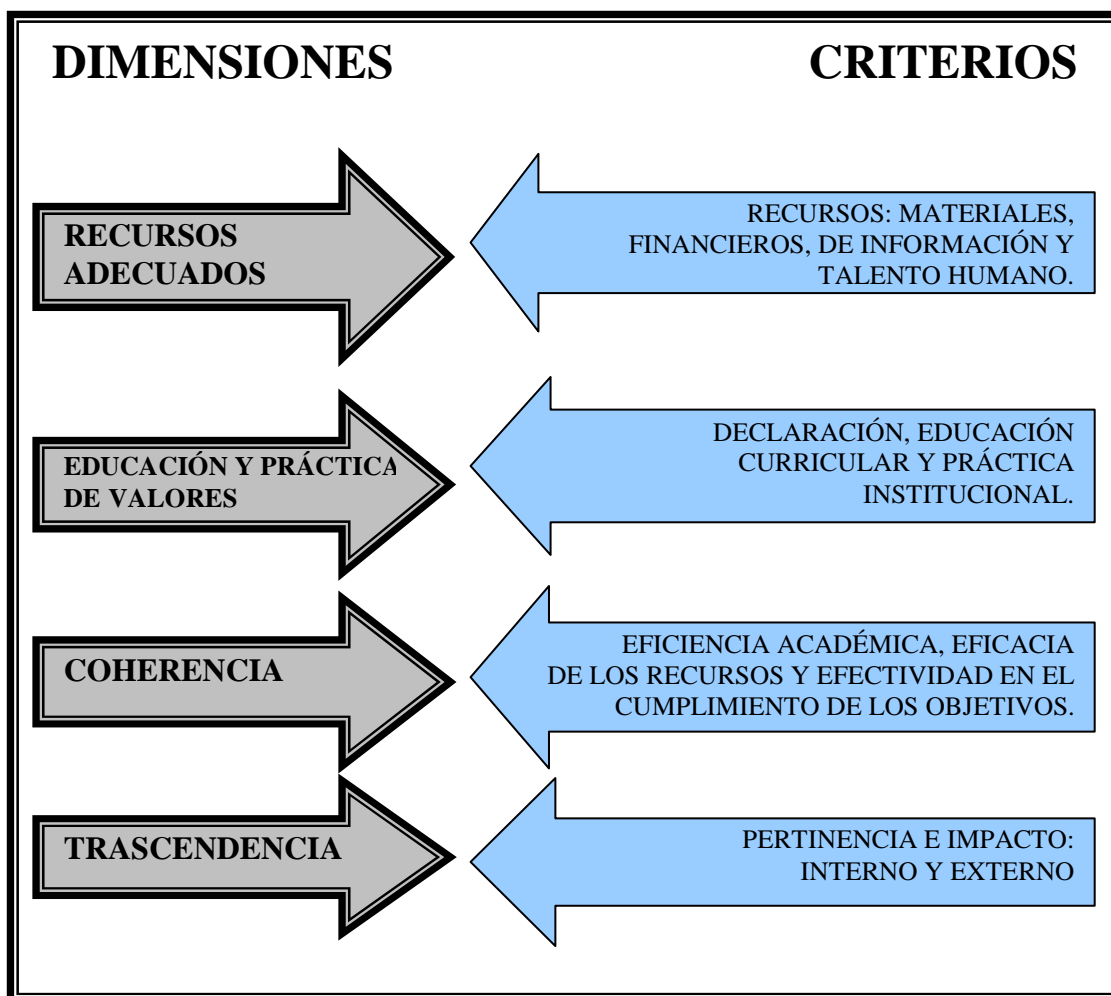 DIMENSIONES
CRITERIOS
RECURSOS
ADECUADOS
RECURSOS: MATERIALES,
FINANCIEROS, DE INFORMACIÓN Y
TALENTO HUMANO.
EDUCACIÓN Y PRÁCTICA
DE VALORES
DECLARACIÓN, EDUCACIÓN
CURRICULAR Y PRÁCTICA
INSTITUCIONAL.
COHERENCIA
EFICIENCIA ACADÉMICA, EFICACIA
DE LOS RECURSOS Y EFECTIVIDAD EN EL
CUMPLIMIENTO DE LOS OBJETIVOS.
TRASCENDENCIA
PERTINENCIA E IMPACTO:
INTERNO Y EXTERNO